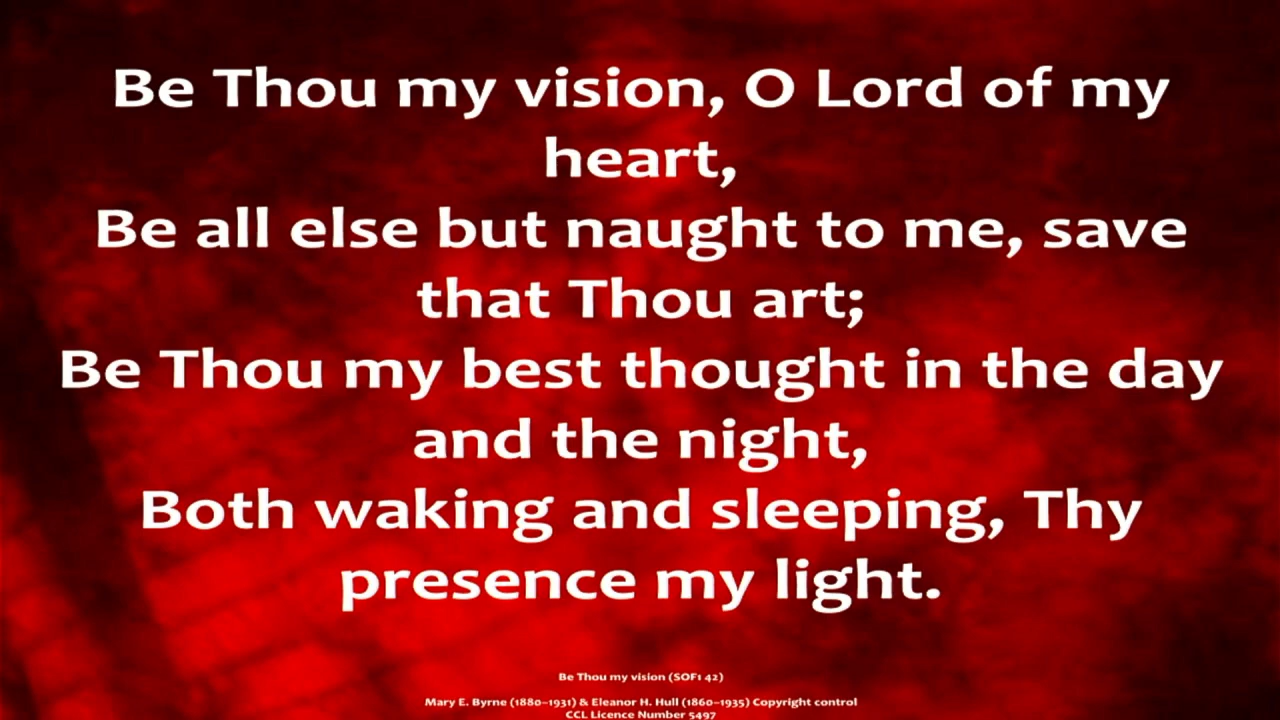 Be Thou my vision, O Lord of my
heart,
Be all else but naught to me, save
that Thou art;
Be Thou my best thought in the day
and the night,
Both waking and sleeping, Thy
presence my light.
Be Thou my vision (SOF1 42)
Mary E. Byrne (1880–1931) & Eleanor H. Hull (1860–1935) Copyright control
CCL Licence Number 5497